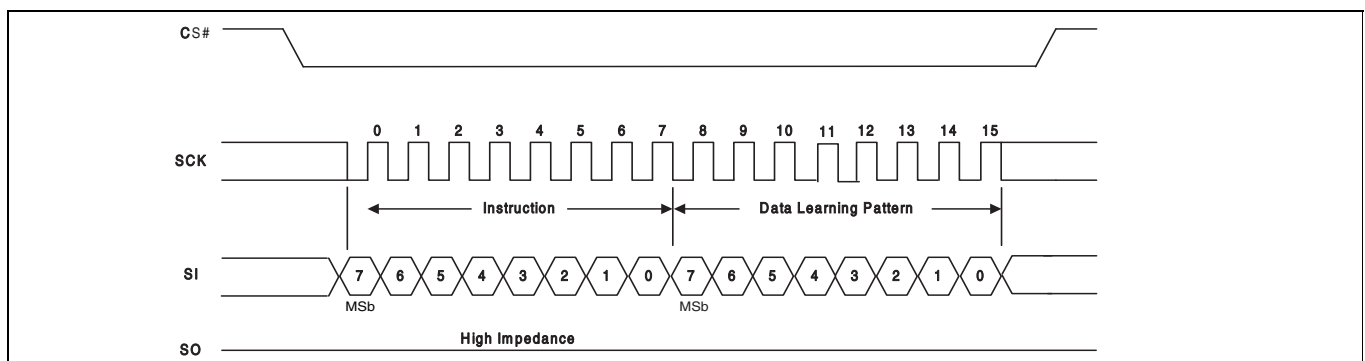 CS#
0 1 2 3 4 5 6 7 8 9 10 11 12 13 14 15
SCK
Instruction Data Learning Pattern
SI 7 6 5 4 3 2 1 0 7 6 5 4 3 2 1 0
MSb MSb
High Impedance
SO